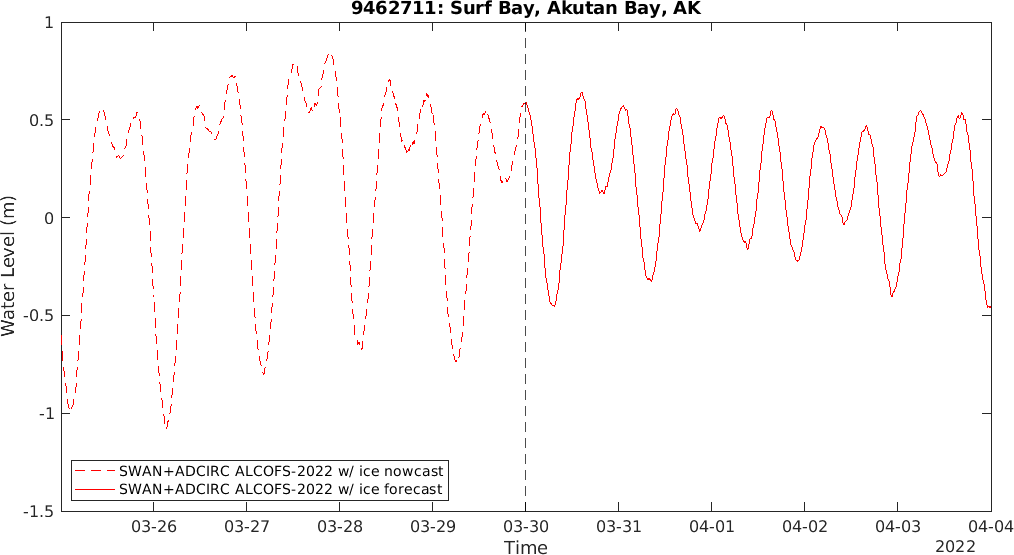 9462711: Surf Bay, Akutan Bay, AK
1
0.5
0
-0.5
-1
-1.5
Water Level (m)
SWAN+ADCIRC ALCOFS-2022 w/ ice nowcast
SWAN+ADCIRC ALCOFS-2022 w/ ice forecast
03-26 03-27 03-28 03-29 03-30 03-31 04-01 04-02 04-03 04-04
Time
2022